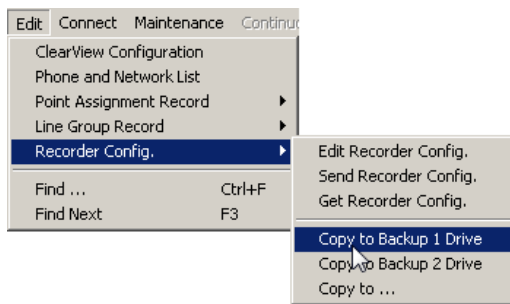 Edit Connect Maintenance Continuo
ClearView Configuration
Phone and Network List
Point Assignment Record
Line Group Record
Recorder Config.
Find ... Ctrl+F
Find Next F3
Edit Recorder Config.
Send Recorder Config.
Get Recorder Config.
Copy to Backup 1 Drive
Copy to Backup 2 Drive
Copy to ...